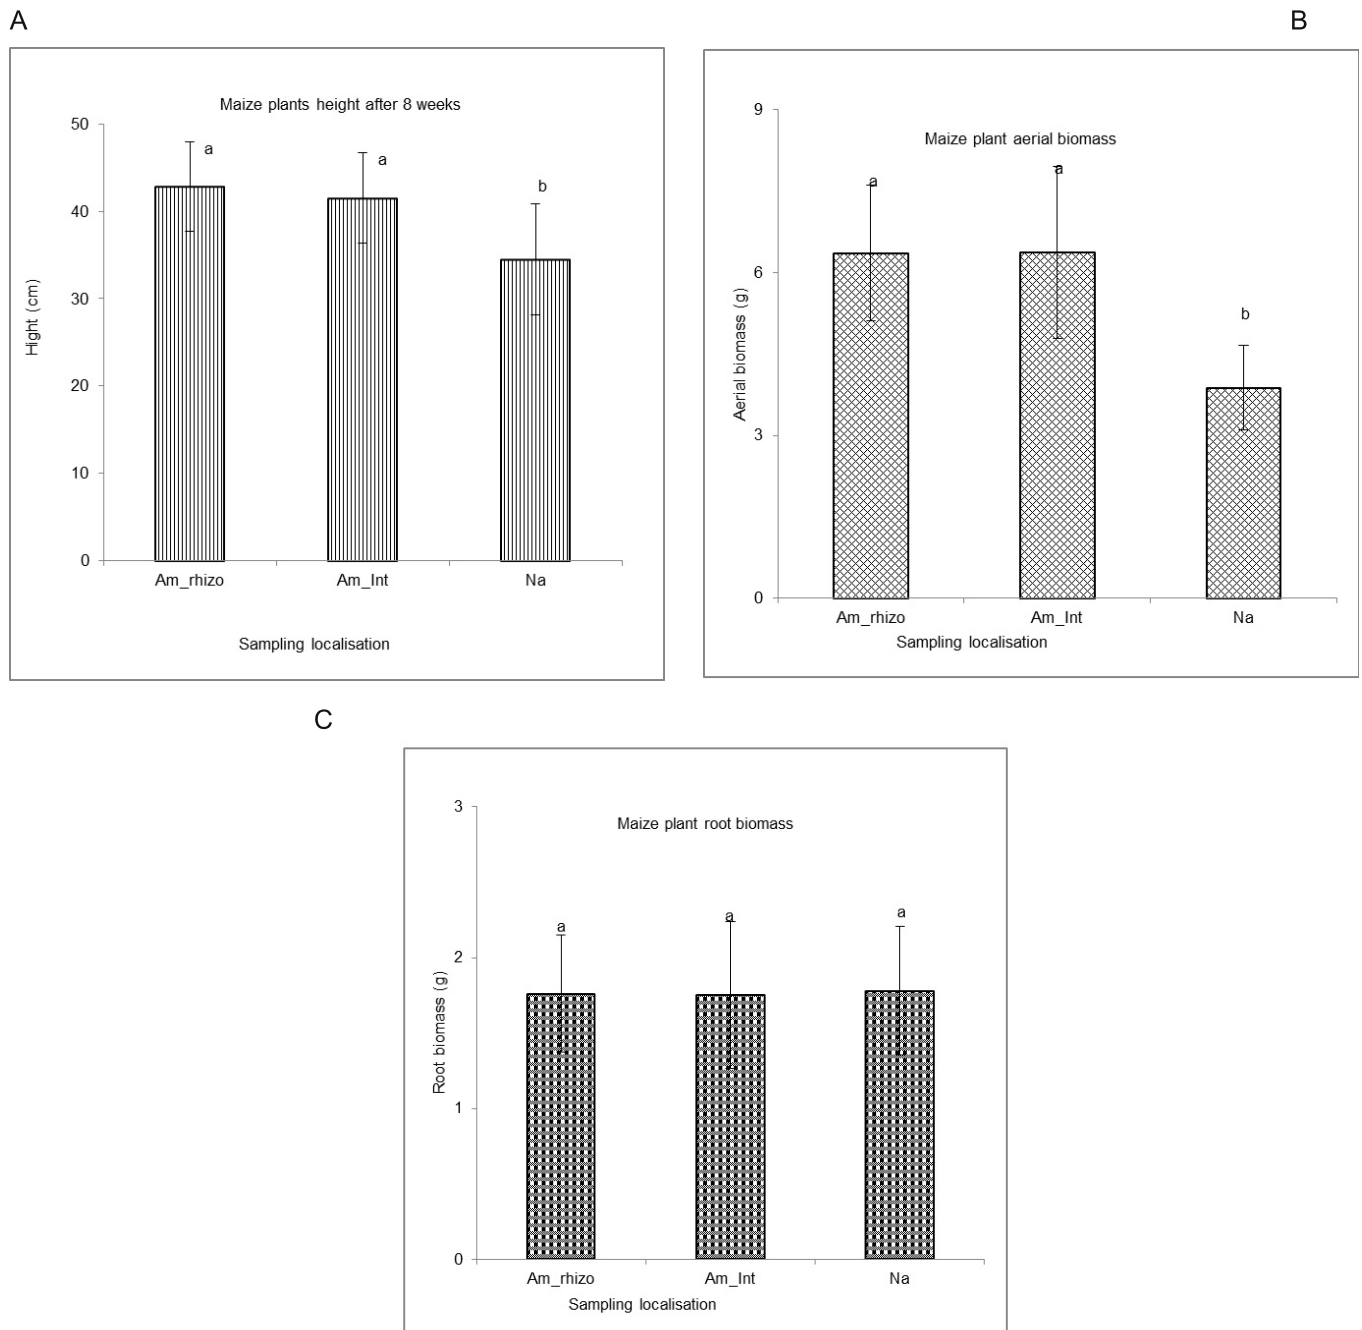 A
B
Maize plants height after 8 weeks
50
40
30
20
10
0
Hight (cm)
a
a
b
Am_rhizo
Am_Int
Na
Sampling localisation
Maize plant aerial biomass
9
6
3
0
Aerial biomass (g)
a
a
b
Am_rhizo
Am_Int
Na
Sampling localisation
C
Maize plant root biomass
3
2
1
0
Root biomass (g)
a
a
a
Am_rhizo
Am_Int
Na
Sampling localisation